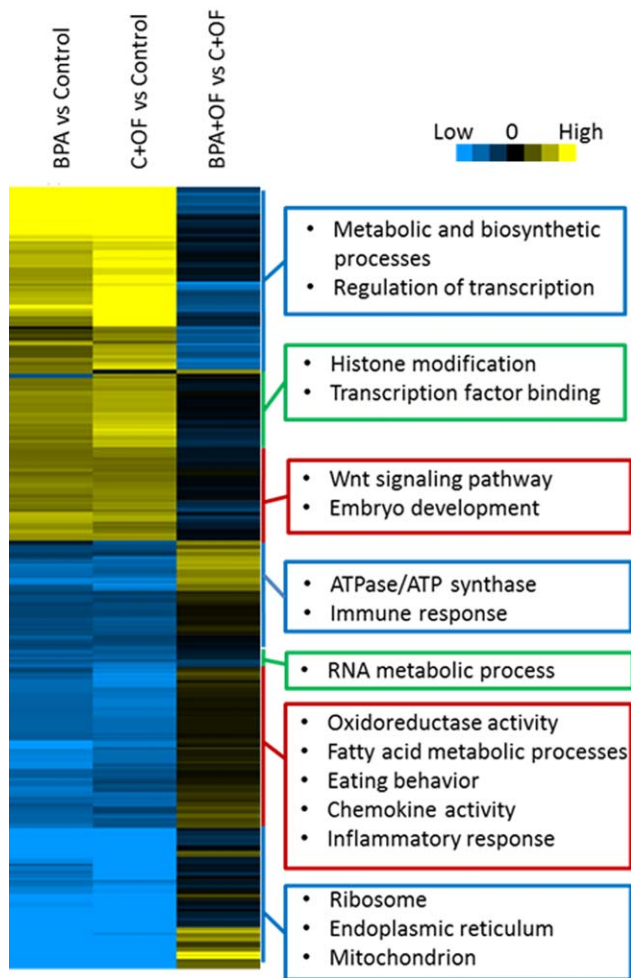 BPA vs Control
C+OF vs Control
BPA+OF vs C+OF
Low 0 High
• Metabolic and biosynthetic
processes
• Regulation of transcription
• Histone modification
• Transcription factor binding
• Wnt signaling pathway
• Embryo development
• ATPase/ATP synthase
• Immune response
• RNA metabolic process
• Oxidoreductase activity
• Fatty acid metabolic processes
• Eating behavior
• Chemokine activity
• Inflammatory response
• Ribosome
• Endoplasmic reticulum
• Mitochondrion